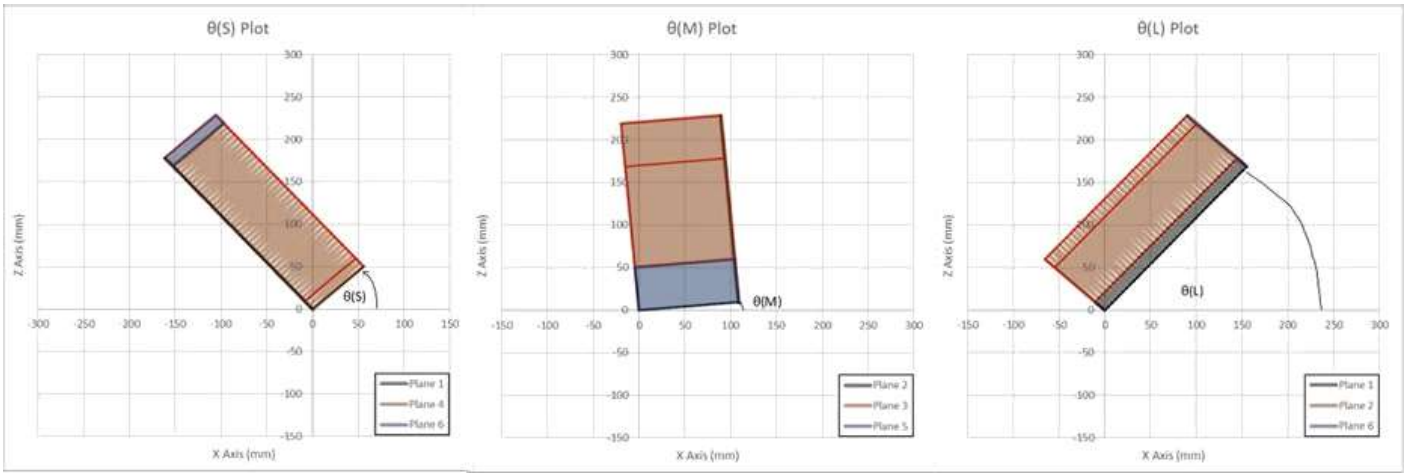 θ(S) Plot
300
250
200
150
100
50
0
-50
-100
-150
-300 -250 -200 -150 -100 -50 0 50 100 150
Z Axis (mm)
X Axis (mm)
θ(S)
Plane 1
Plane 4
Plane 6
θ(M) Plot
300
250
200
150
100
50
0
-50
-100
-150
-150 -100 -50 0 50 100 150 200 250 300
Z Axis (mm)
X Axis (mm)
θ(M)
Plane 2
Plane 3
Plane 5
θ(L) Plot
300
250
200
150
100
50
0
-50
-100
-150
-150 -100 -50 0 50 100 150 200 250 300
Z Axis (mm)
X Axis (mm)
θ(L)
Plane 1
Plane 2
Plane 6